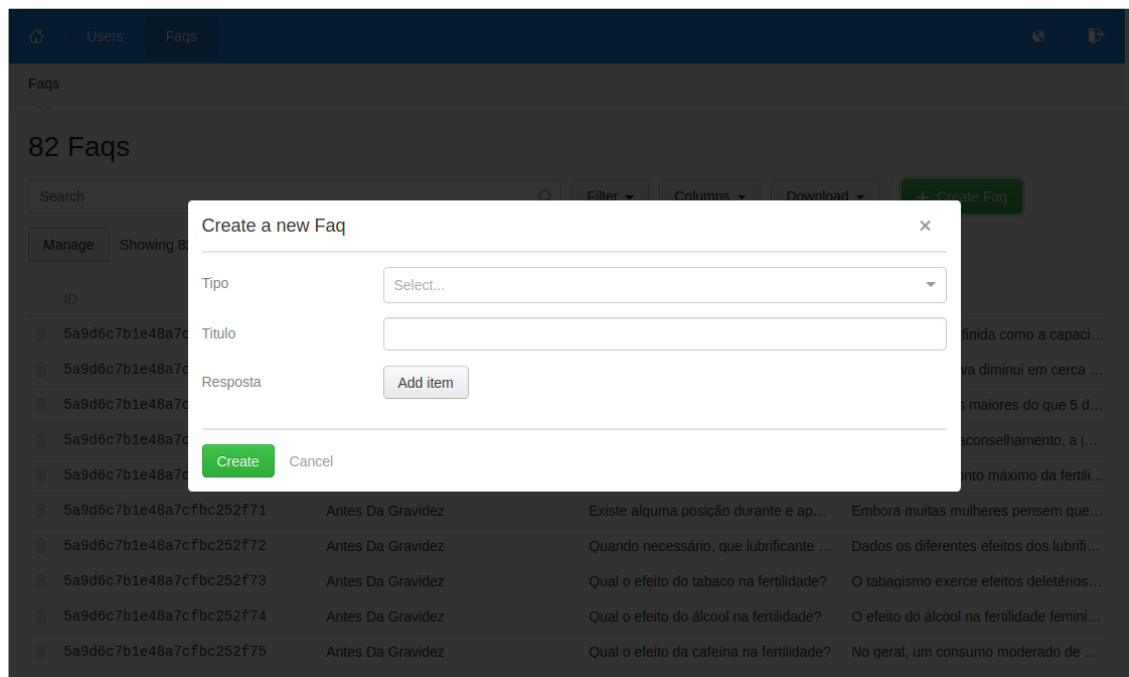 Users Faqs
Faqs
82 Faqs
Search Filter Columns Download + Create Faq
Manage Showing 82
Create a new Faq ×
Tipo Select...
Titulo
Resposta Add item
Create Cancel
ID
5a9d6c7b1e48a7c finida como a capaci...
5a9d6c7b1e48a7c va diminui em cerca ...
5a9d6c7b1e48a7c s maiores do que 5 d...
5a9d6c7b1e48a7c aconselhamento, a j...
5a9d6c7b1e48a7c onto máximo da fertili...
5a9d6c7b1e48a7cfbc252f71 Antes Da Gravidez Existe alguma posição durante e ap... Embora muitas mulheres pensem que...
5a9d6c7b1e48a7cfbc252f72 Antes Da Gravidez Quando necessário, que lubrificante ... Dados os diferentes efeitos dos lubrifi...
5a9d6c7b1e48a7cfbc252f73 Antes Da Gravidez Qual o efeito do tabaco na fertilidade? O tabagismo exerce efeitos deletérios...
5a9d6c7b1e48a7cfbc252f74 Antes Da Gravidez Qual o efeito do álcool na fertilidade? O efeito do álcool na fertilidade femini...
5a9d6c7b1e48a7cfbc252f75 Antes Da Gravidez Qual o efeito da cafeína na fertilidade? No geral, um consumo moderado de ...